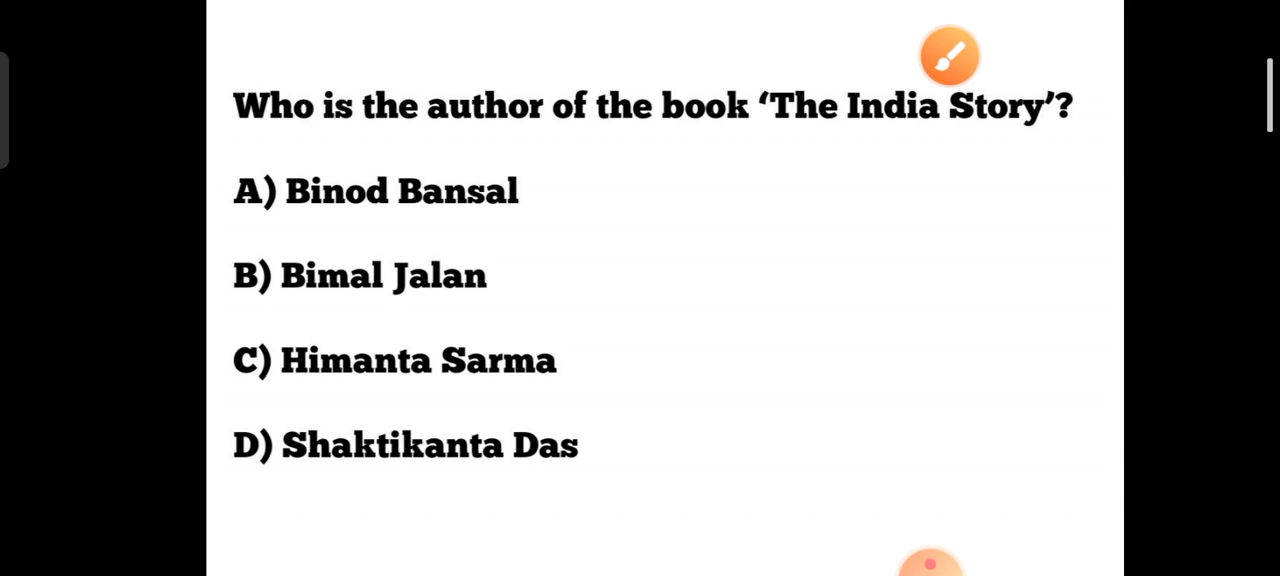 Who is the author of the book ‘The India Story’?
A) Binod Bansal
B) Bimal Jalan
C) Himanta Sarma
D) Shaktikanta Das